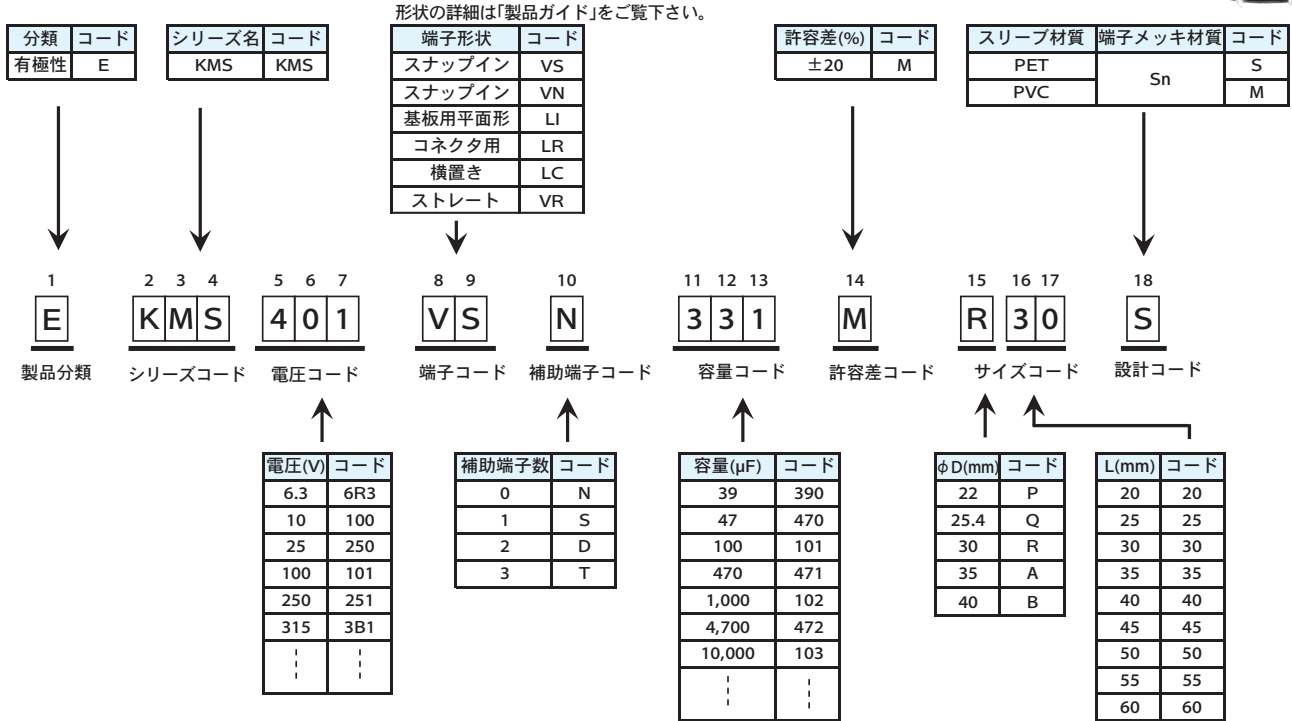 形状の詳細は「製品ガイド」をご覧下さい。
分類 コード
有極性 E
シリーズ名 コード
KMS KMS
端子形状 コード
スナップイン VS
スナップイン VN
基板用平面形 LI
コネクタ用 LR
横置き LC
ストレート VR
許容差(%) コード
±20 M
スリーブ材質 端子メッキ材質 コード
PET Sn S
PVC M
1 2 3 4 5 6 7 8 9 10 11 12 13 14 15 16 17 18
E K M S 4 0 1 V S N 3 3 1 M R 3 0 S
製品分類 シリーズコード 電圧コード 端子コード 補助端子コード 容量コード 許容差コード サイズコード 設計コード
電圧(V) コード
6.3 6R3
10 100
25 250
100 101
250 251
315 3B1
補助端子数 コード
0 N
1 S
2 D
3 T
容量(μF) コード
39 390
47 470
100 101
470 471
1,000 102
4,700 472
10,000 103
φD(mm) コード
22 P
25.4 Q
30 R
35 A
40 B
L(mm) コード
20 20
25 25
30 30
35 35
40 40
45 45
50 50
55 55
60 60